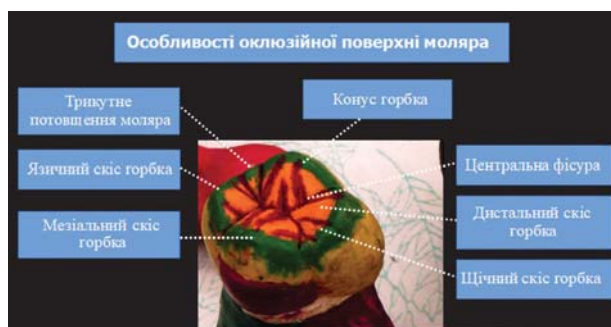 Особливості оклюзійної поверхні моляра
Трикутне
потовщення моляра
Язичний скіс горбка
Мезіальний скіс
горбка
Конус горбка
Центральна фісура
Дистальний скіс
горбка
Щічний скіс горбка